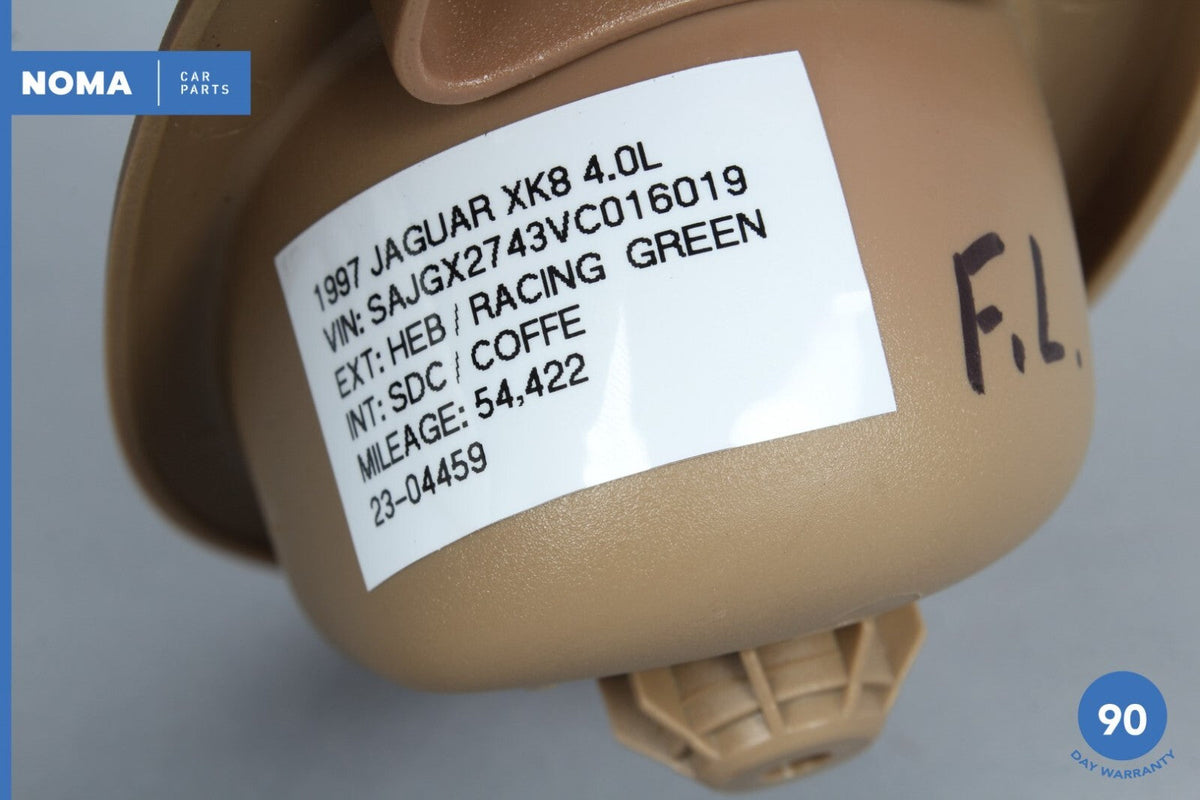 NOMA
CAR
PARTS
1997 JAGUAR XK8 4.0L
VIN: SAJGX2743VC016019
EXT: HEB / RACING GREEN
INT: SDC / COFFE
MILEAGE: 54,422
23-04459
F.L.
90
DAY WARRANTY